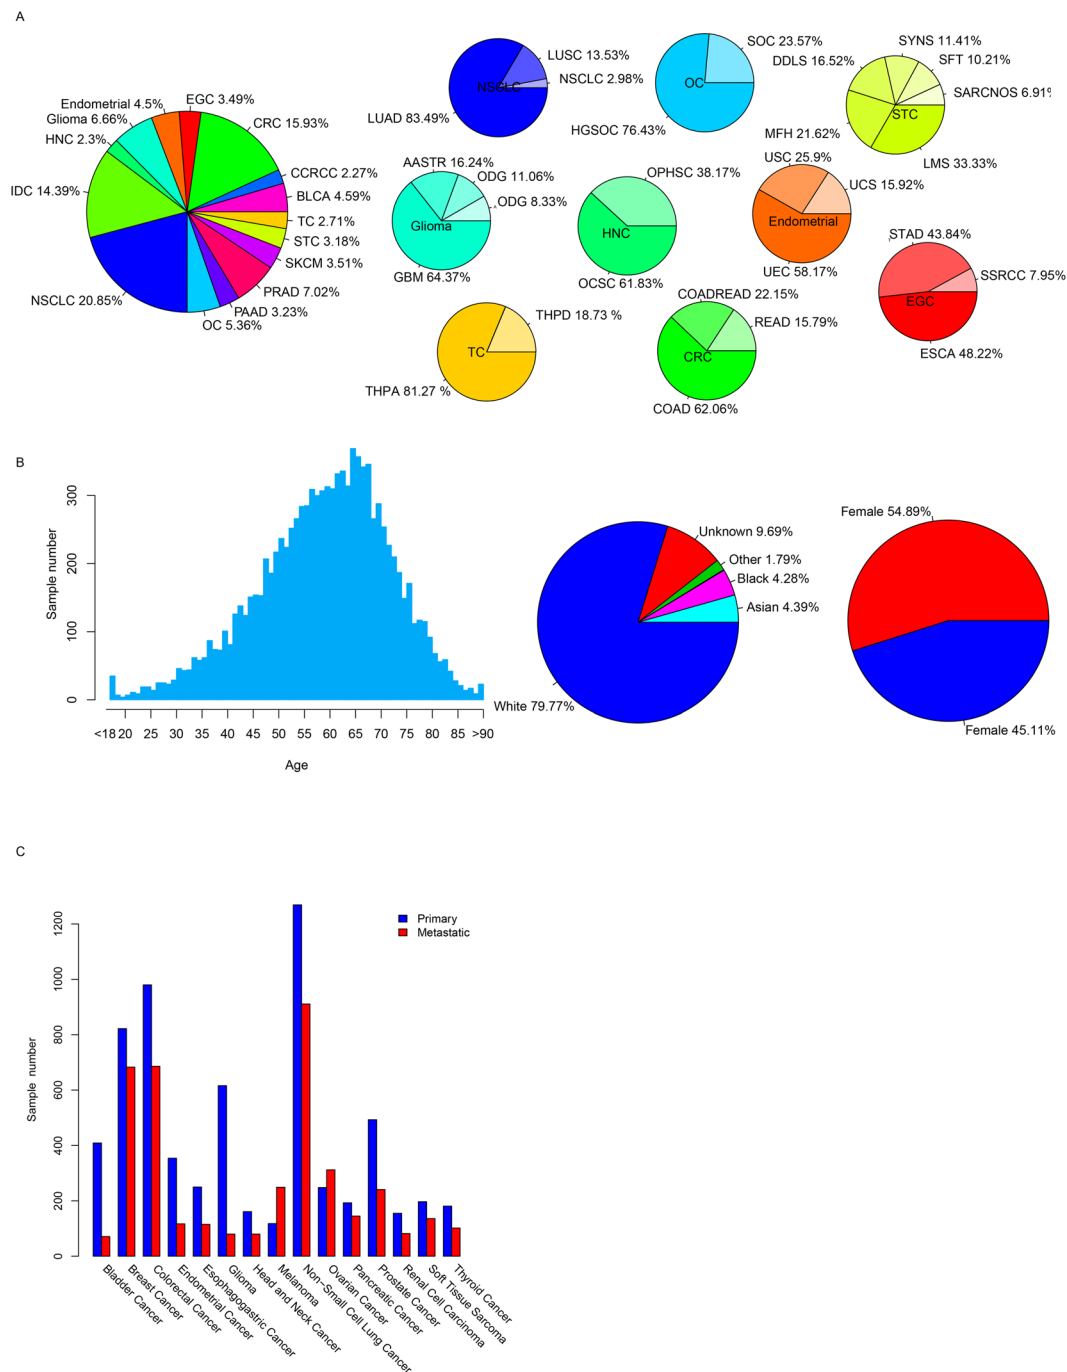 A
EGC 3.49%
Endometrial 4.5%
Glioma 6.66%
HNC 2.3%
IDC 14.39%
NSCLC 20.85%
OC 5.36%
PAAD 3.23%
PRAD 7.02%
SKCM 3.51%
STC 3.18%
TC 2.71%
BLCA 4.59%
CCRCC 2.27%
CRC 15.93%
NSCLC
LUSC 13.53%
NSCLC 2.98%
LUAD 83.49%
OC
SOC 23.57%
HGSOC 76.43%
STC
SYNS 11.41%
SFT 10.21%
DDLS 16.52%
SARCNOS 6.91%
MFH 21.62%
LMS 33.33%
Glioma
AASTR 16.24%
ODG 11.06%
ODG 8.33%
GBM 64.37%
HNC
OPHSC 38.17%
OCSC 61.83%
Endometrial
USC 25.9%
UCS 15.92%
UEC 58.17%
EGC
STAD 43.84%
SSRCC 7.95%
ESCA 48.22%
TC
THPD 18.73 %
THPA 81.27 %
CRC
COADREAD 22.15%
READ 15.79%
COAD 62.06%
B
Sample number
300
200
100
0
<18 20 25 30 35 40 45 50 55 60 65 70 75 80 85 >90
Age
Unknown 9.69%
Other 1.79%
Black 4.28%
Asian 4.39%
White 79.77%
Female 54.89%
Female 45.11%
C
Primary
Metastatic
Sample number
1200
1000
800
600
400
200
0
Bladder Cancer
Breast Cancer
Colorectal Cancer
Endometrial Cancer
Esophagogastric Cancer
Glioma
Head and Neck Cancer
Melanoma
Non−Small Cell Lung Cancer
Ovarian Cancer
Pancreatic Cancer
Prostate Cancer
Renal Cell Carcinoma
Soft Tissue Sarcoma
Thyroid Cancer